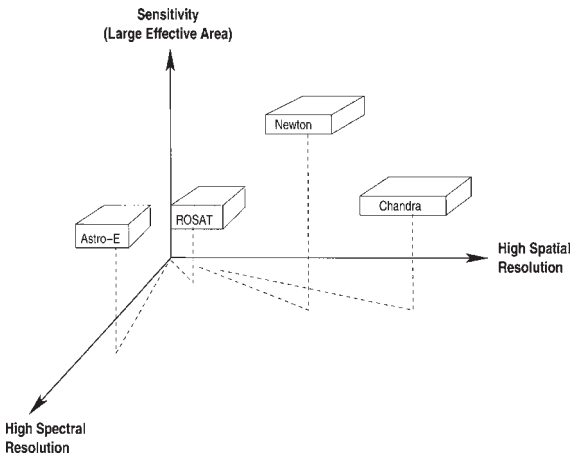 Sensitivity
(Large Effective Area)
Newton
Chandra
ROSAT
Astro-E
High Spatial
Resolution
High Spectral
Resolution